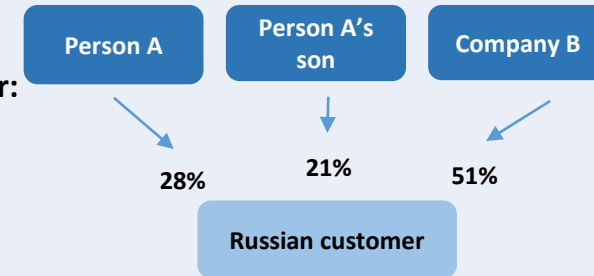 Person A
Person A’s
son
Company B
r:
28%
21%
51%
Russian customer